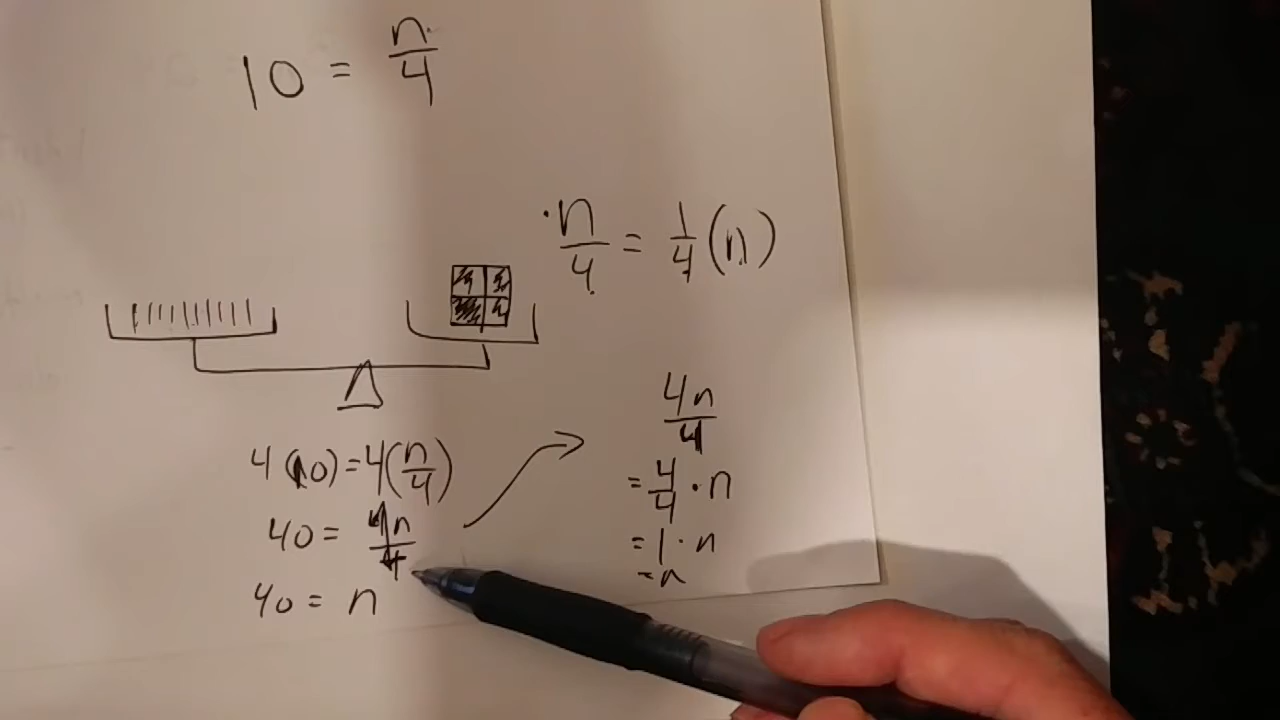 10 = n/4
·n/4 = 1/4 (n)
4(10) = 4(n/4)
40 = 4n/4
40 = n
4n/4
= 4/4 · n
= 1 · n
= n